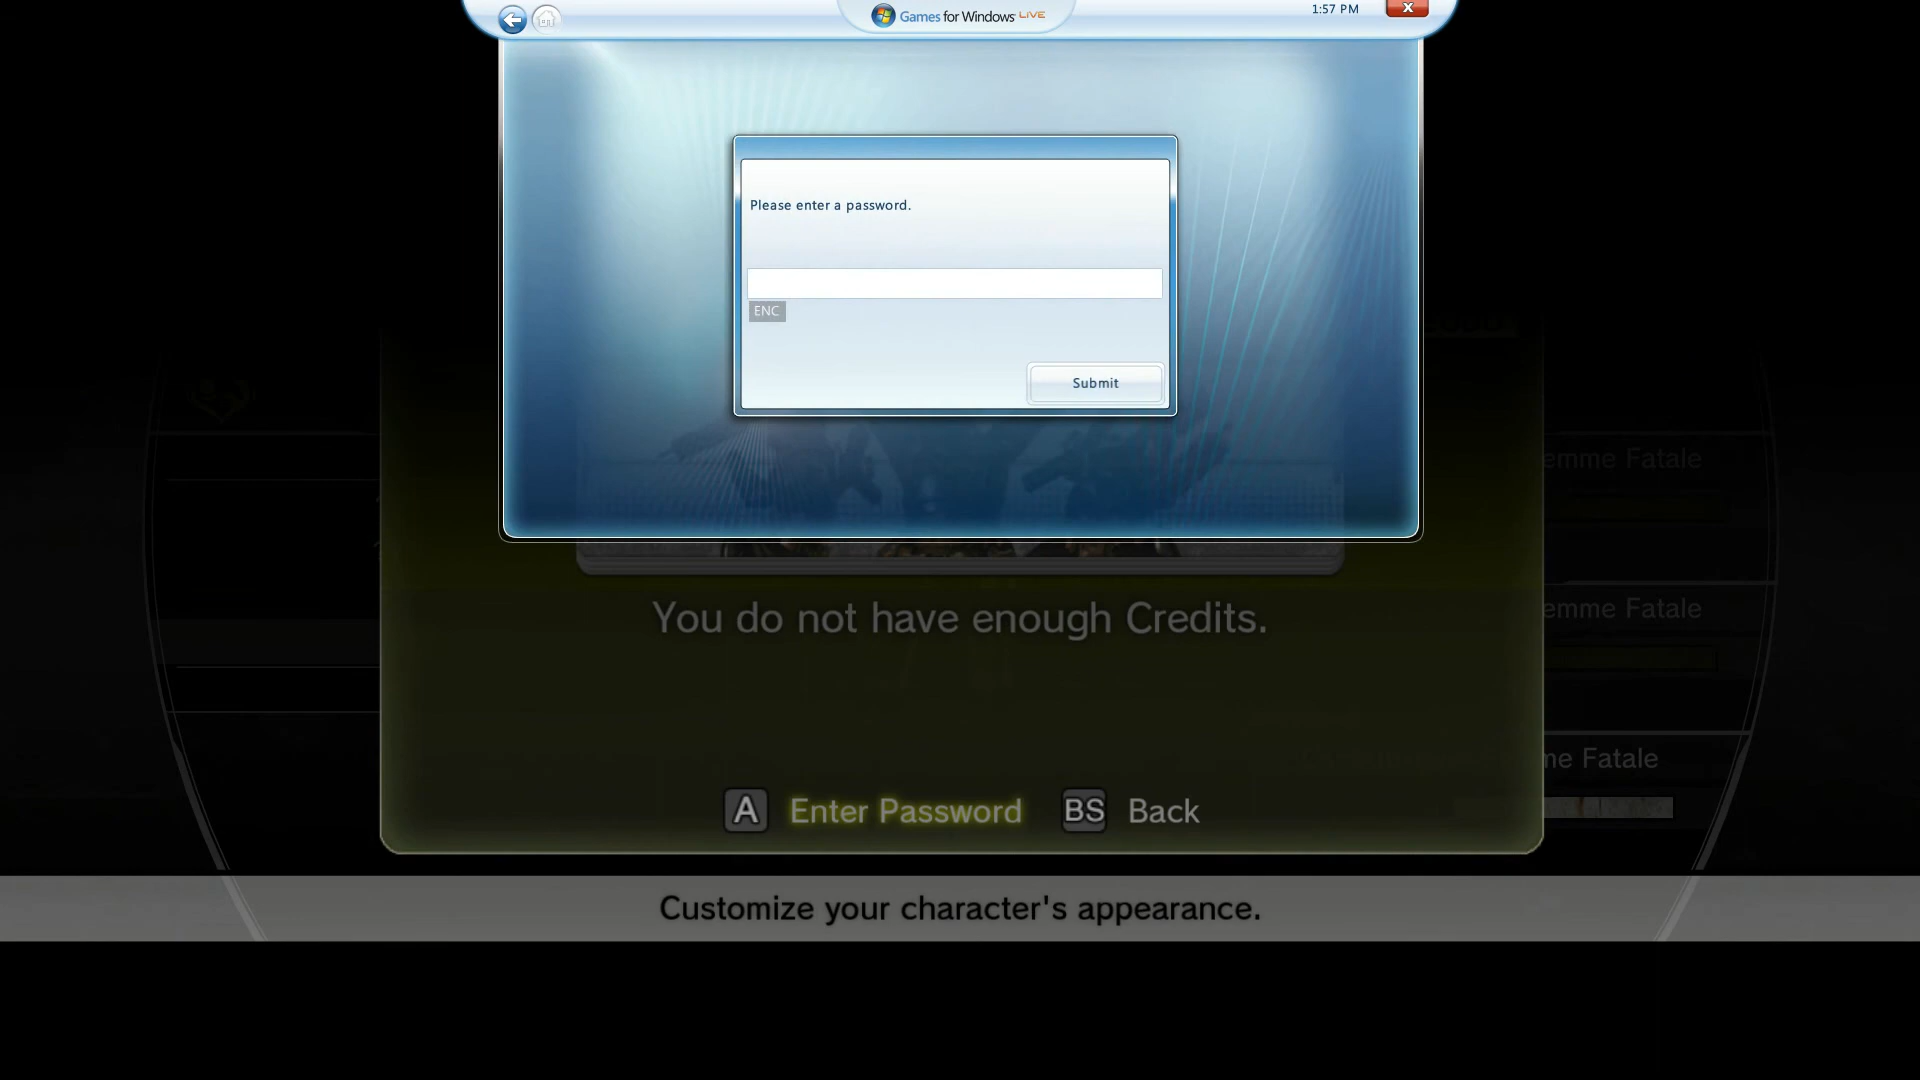 Games for Windows LIVE
1:57 PM
X
Please enter a password.
ENC
Submit
emme Fatale
You do not have enough Credits.
emme Fatale
me Fatale
A Enter Password BS Back
Customize your character's appearance.